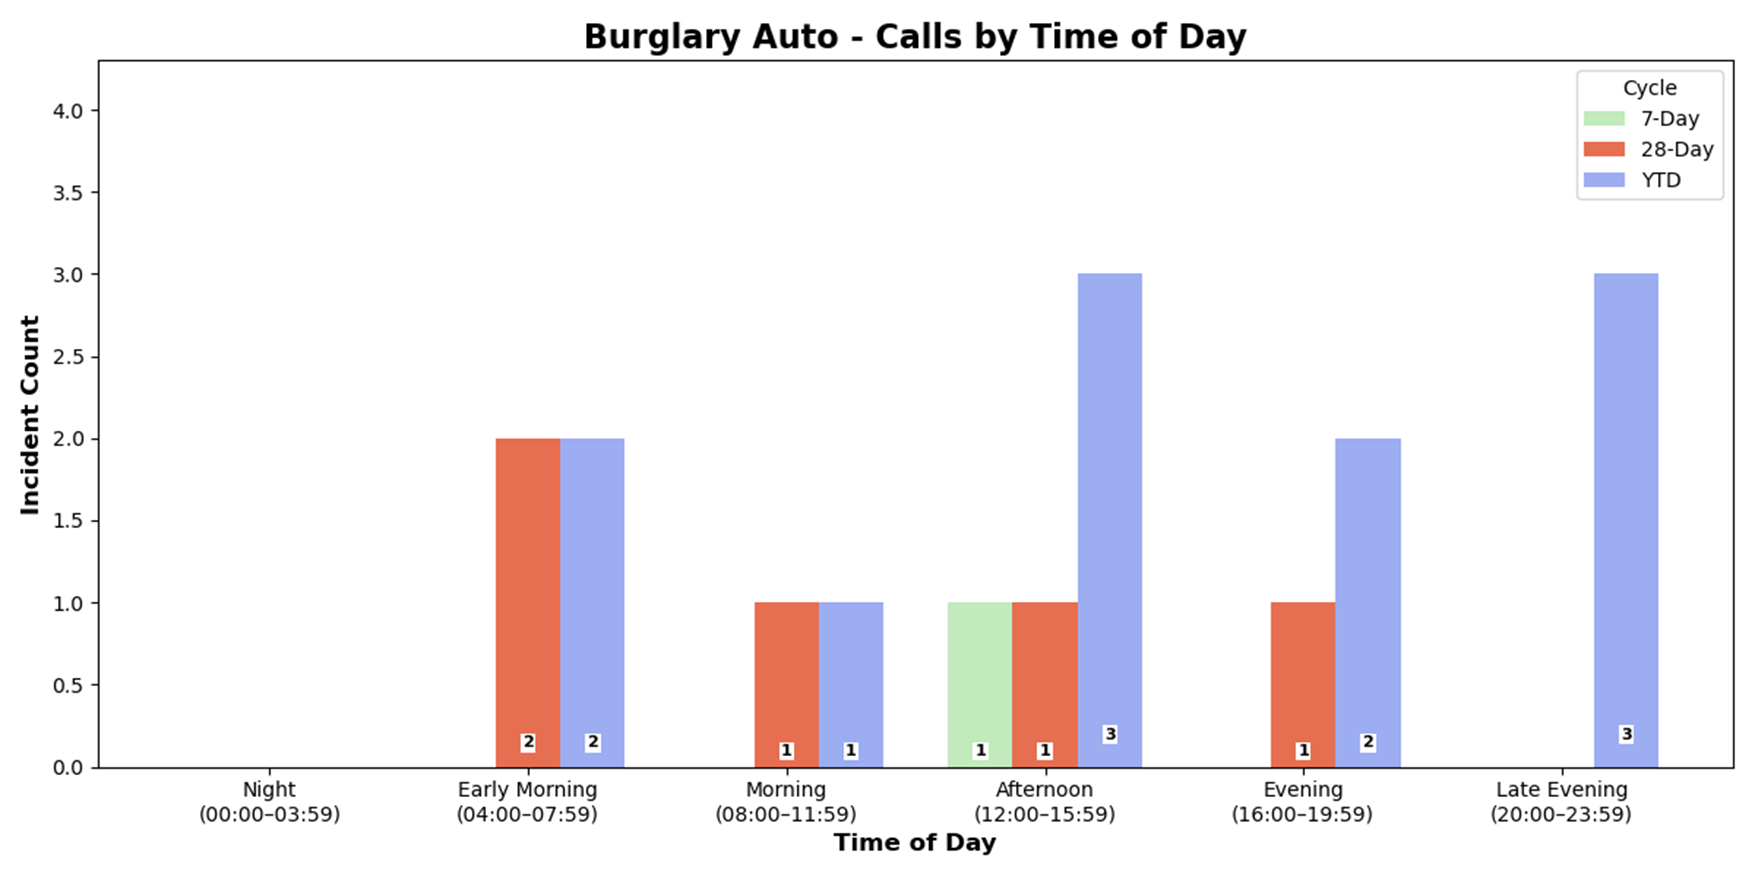 Burglary Auto - Calls by Time of Day
Cycle
7-Day
28-Day
YTD
Incident Count
4.0
3.5
3.0
2.5
2.0
1.5
1.0
0.5
0.0
2
2
1
1
1
1
3
1
2
3
Night
(00:00–03:59)
Early Morning
(04:00–07:59)
Morning
(08:00–11:59)
Afternoon
(12:00–15:59)
Evening
(16:00–19:59)
Late Evening
(20:00–23:59)
Time of Day